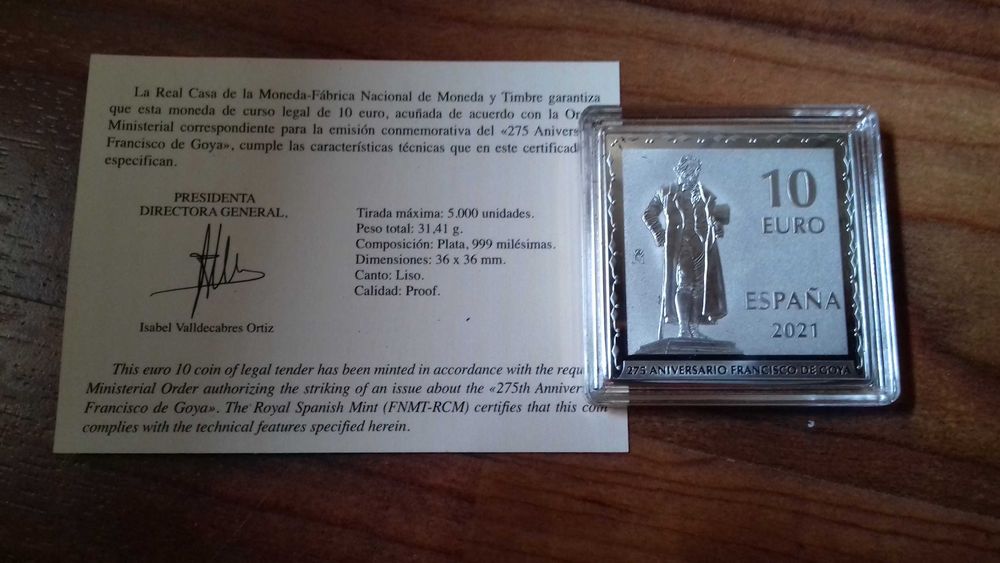 La Real Casa de la Moneda-Fábrica Nacional de Moneda y Timbre garantiza
que esta moneda de curso legal de 10 euro, acuñada de acuerdo con la
Ministerial correspondiente para la emisión conmemorativa del «275
Francisco de Goya», cumple las características técnicas que en este
especifican.
PRESIDENTA
DIRECTORA GENERAL,
Isabel Valldecabres Ortiz
Tirada máxima: 5.000 unidades.
Peso total: 31,41 g.
Composición: Plata, 999 milésimas.
Dimensiones: 36 x 36 mm.
Canto: Liso.
Calidad: Proof.
This euro 10 coin of legal tender has been minted in accordance with the
Ministerial Order authorizing the striking of an issue about the «275th
Francisco de Goya». The Royal Spanish Mint (FNMT-RCM) certifies that this coin
complies with the technical features specified herein.
10
EURO
ESPAÑA
2021
275 ANIVERSARIO FRANCISCO DE GOYA